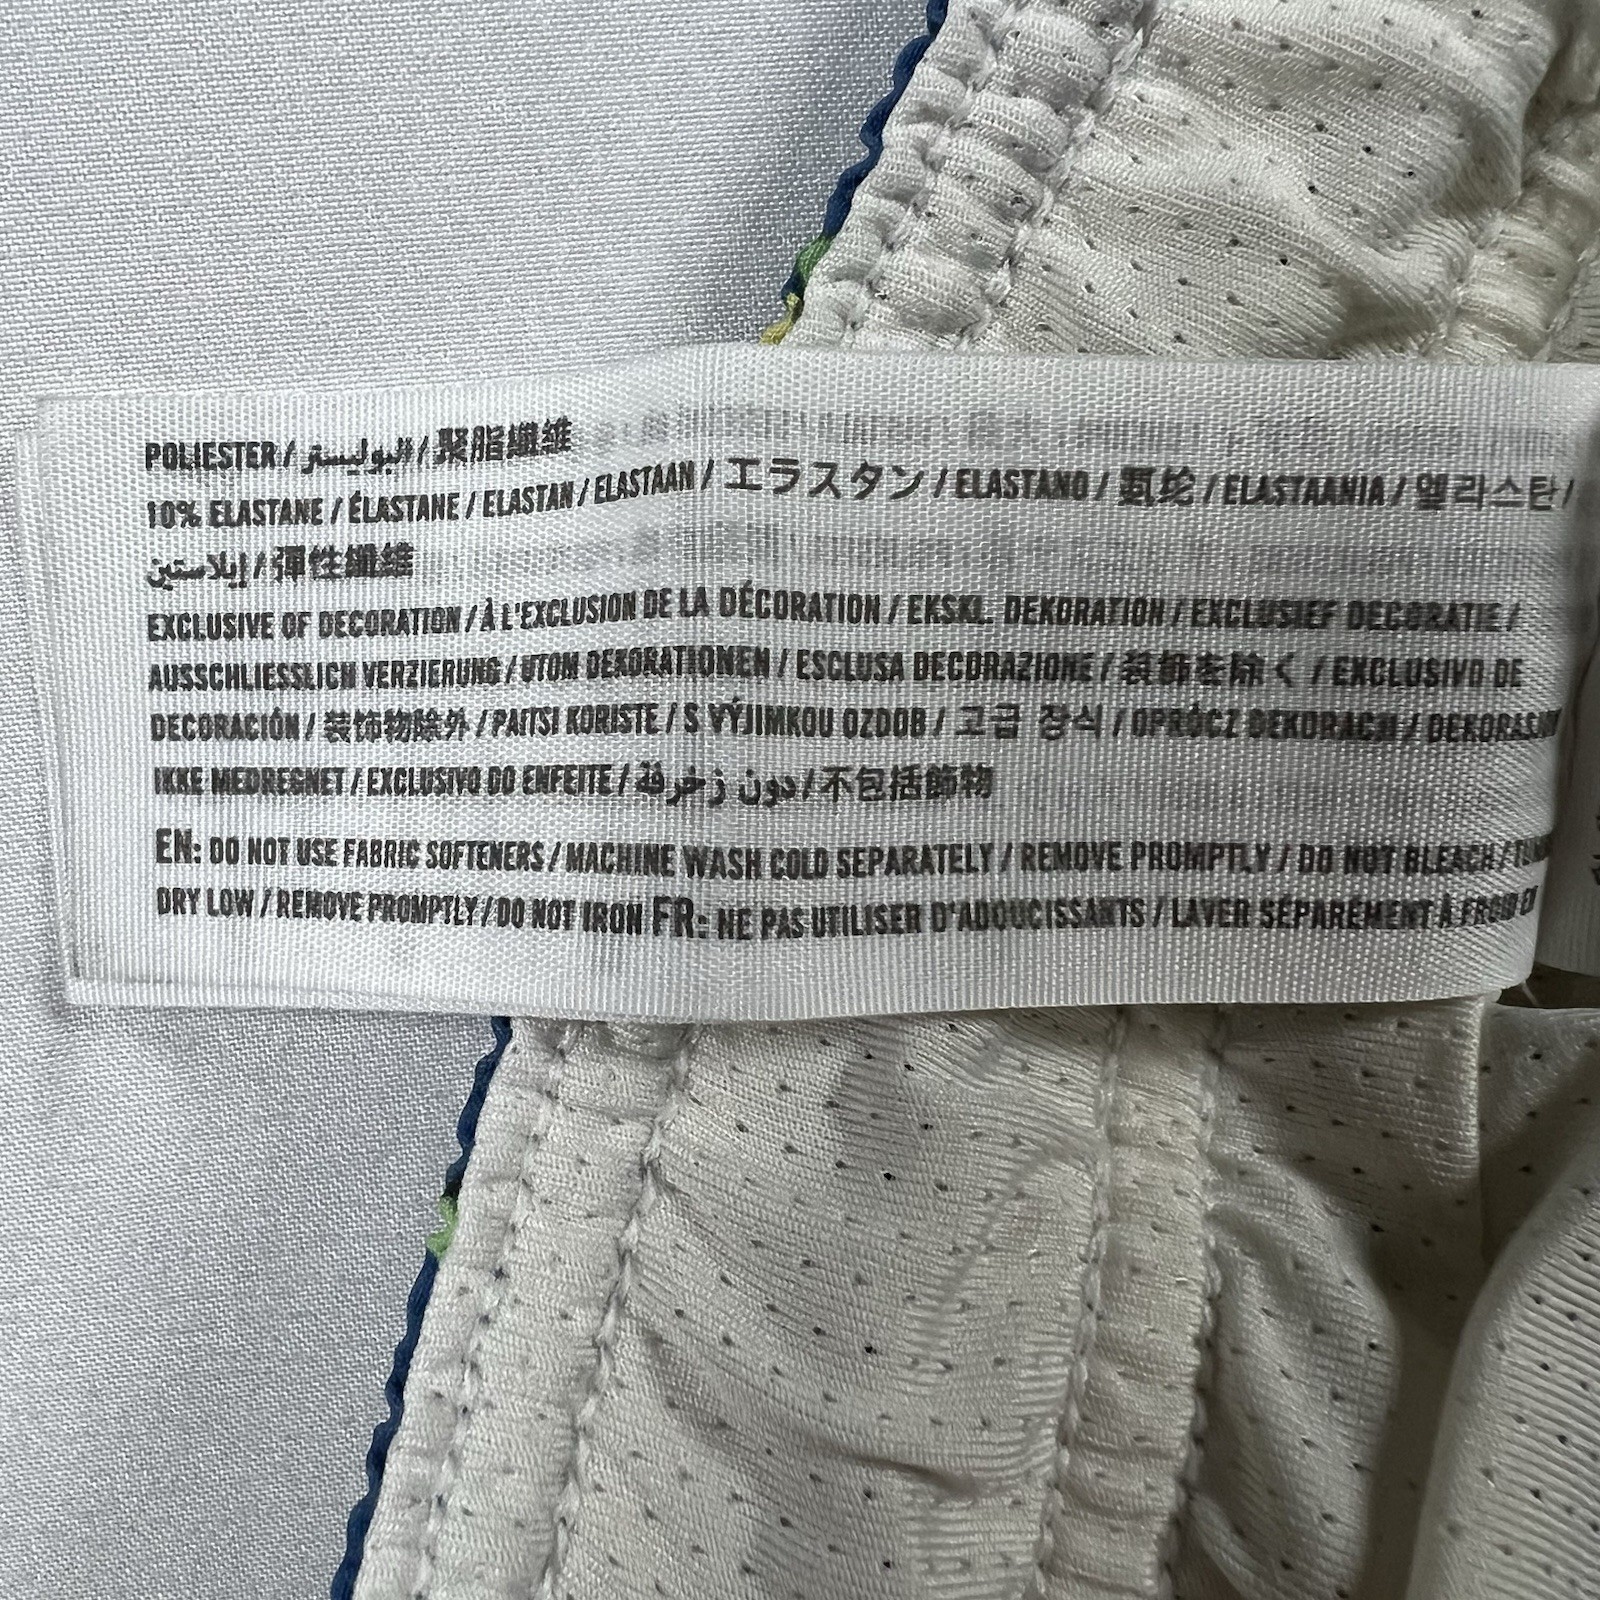 POLIESTER / البوليستر / 聚脂纖維
10% ELASTANE / ÉLASTANE / ELASTAN / ELASTAAN / エラスタン / ELASTANO / 氨纶 / ELASTAANIA / 엘라스탄 /
إيلاستين / 彈性纖維
EXCLUSIVE OF DECORATION / À L'EXCLUSION DE LA DÉCORATION / EKSKL. DEKORATION / EXCLUSIEF DECORATIE /
AUSSCHLIESSLICH VERZIERUNG / UTOM DEKORATIONEN / ESCLUSA DECORAZIONE / 装飾を除く / EXCLUSIVO DE
DECORACIÓN / 装饰物除外 / PAITSI KORISTE / S VÝJIMKOU OZDOB / 고급 장식 / OPRÓCZ DEKORACJI /
IKKE MEDREGNET / EXCLUSIVO DO ENFEITE / دون زخرفة / 不包括飾物
EN: DO NOT USE FABRIC SOFTENERS / MACHINE WASH COLD SEPARATELY / REMOVE PROMPTLY / DO NOT BLEACH /
DRY LOW / REMOVE PROMPTLY / DO NOT IRON FR: NE PAS UTILISER D'ADOUCISSANTS / LAVER SÉPARÉMENT À FROID